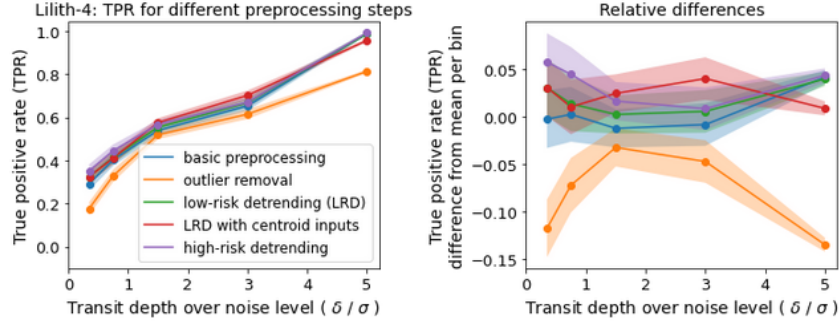 Lilith-4: TPR for different preprocessing steps
True positive rate (TPR)
1.0
0.8
0.6
0.4
0.2
0.0
basic preprocessing
outlier removal
low-risk detrending (LRD)
LRD with centroid inputs
high-risk detrending
0 1 2 3 4 5
Transit depth over noise level ( δ / σ )
Relative differences
True positive rate (TPR)
difference from mean per bin
0.05
0.00
−0.05
−0.10
−0.15
0 1 2 3 4 5
Transit depth over noise level ( δ / σ )